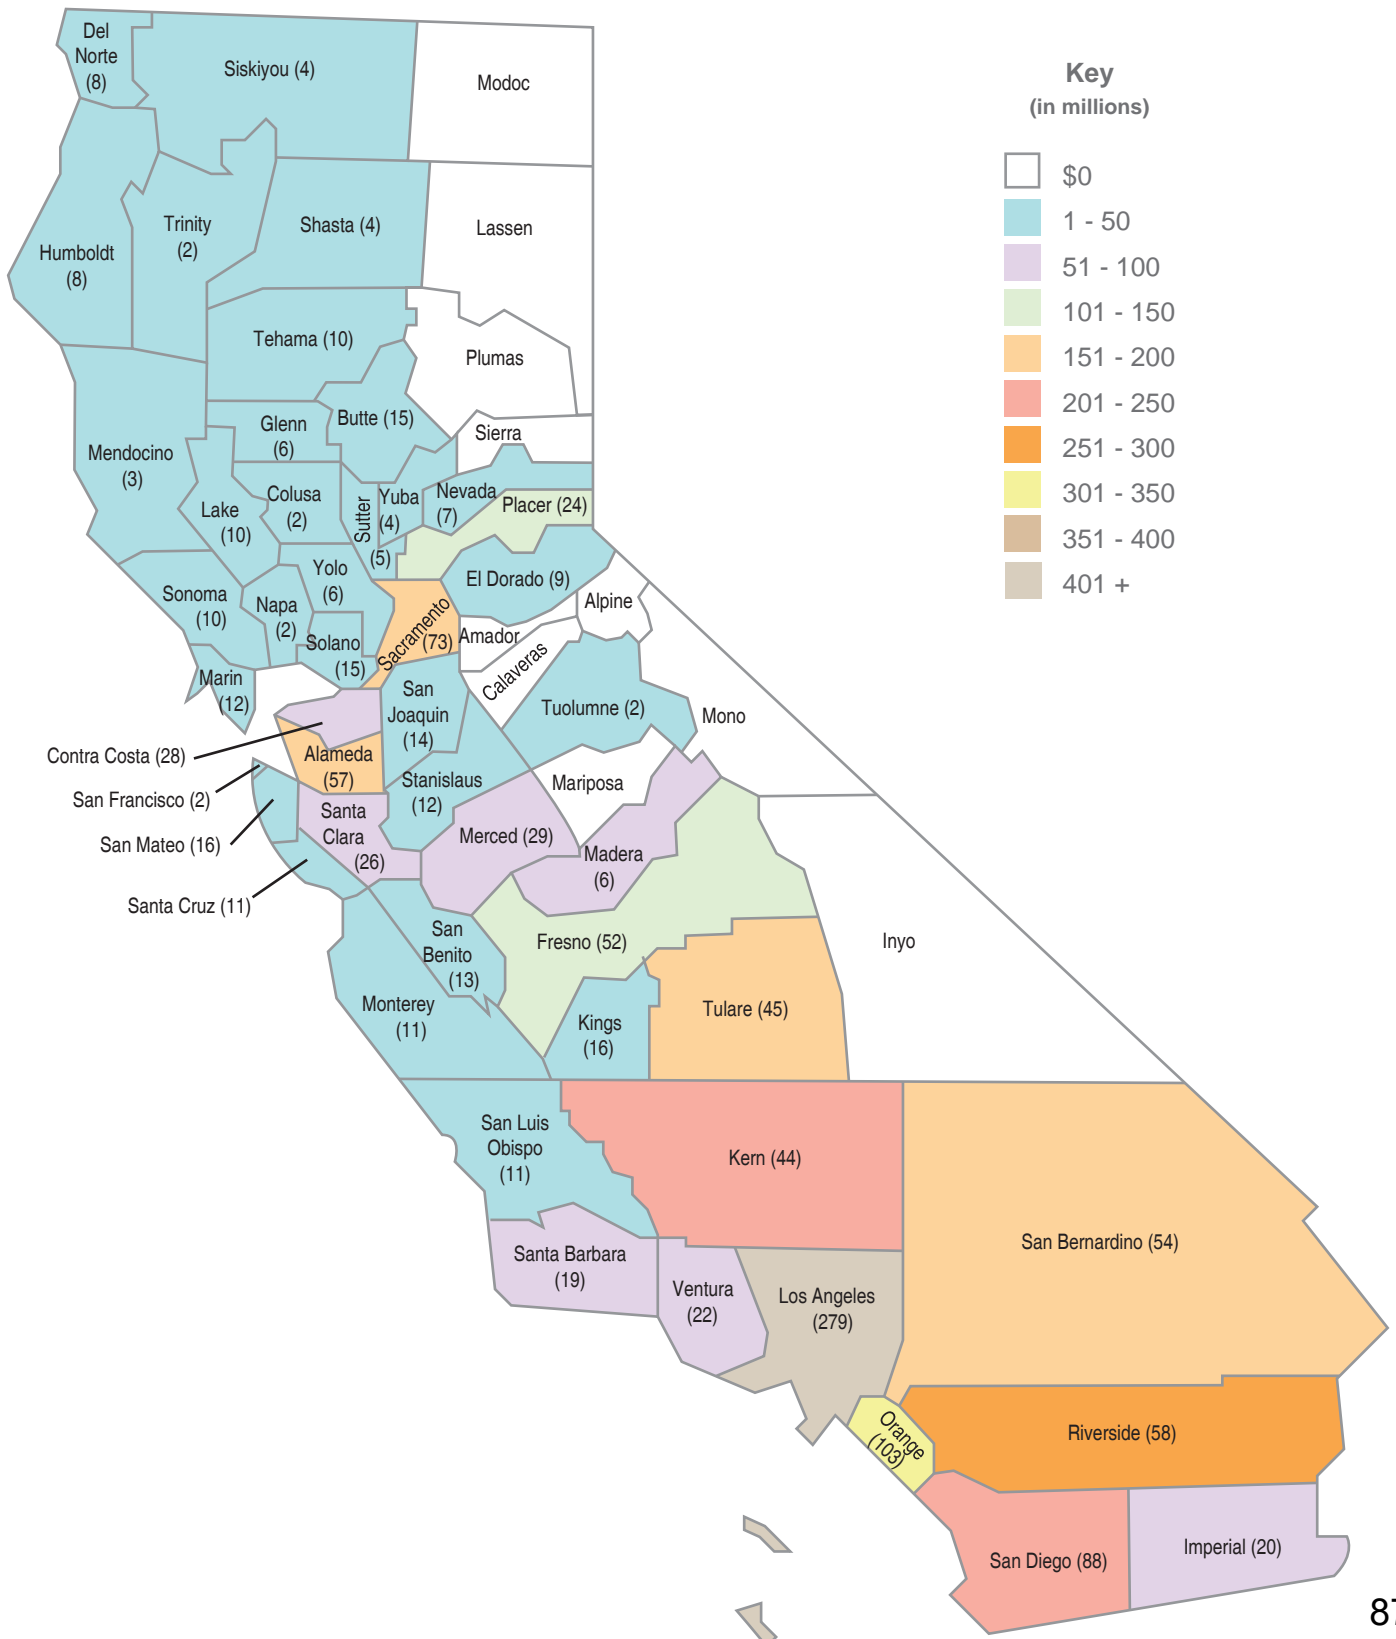 Del
Norte
(8)
Siskiyou (4)
Modoc
Key
(in millions)
$0
1 - 50
51 - 100
101 - 150
151 - 200
201 - 250
251 - 300
301 - 350
351 - 400
401 +
Humboldt
(8)
Trinity
(2)
Shasta (4)
Lassen
Tehama (10)
Plumas
Mendocino
(3)
Glenn
(6)
Butte (15)
Sierra
Lake
(10)
Colusa
(2)
Sutter
(5)
Yuba
(4)
Nevada
(7)
Placer (24)
Sonoma
(10)
Napa
(2)
Yolo
(6)
El Dorado (9)
Alpine
Solano
(15)
Sacramento
(73)
Amador
Calaveras
Marin
(12)
San
Joaquin
(14)
Tuolumne (2)
Mono
Contra Costa (28)
Alameda
(57)
San Francisco (2)
Stanislaus
(12)
Mariposa
San Mateo (16)
Santa
Clara
(26)
Merced (29)
Madera
(6)
Santa Cruz (11)
San
Benito
(13)
Fresno (52)
Inyo
Monterey
(11)
Kings
(16)
Tulare (45)
San Luis
Obispo
(11)
Kern (44)
San Bernardino (54)
Santa Barbara
(19)
Ventura
(22)
Los Angeles
(279)
Orange
(103)
Riverside (58)
San Diego (88)
Imperial (20)